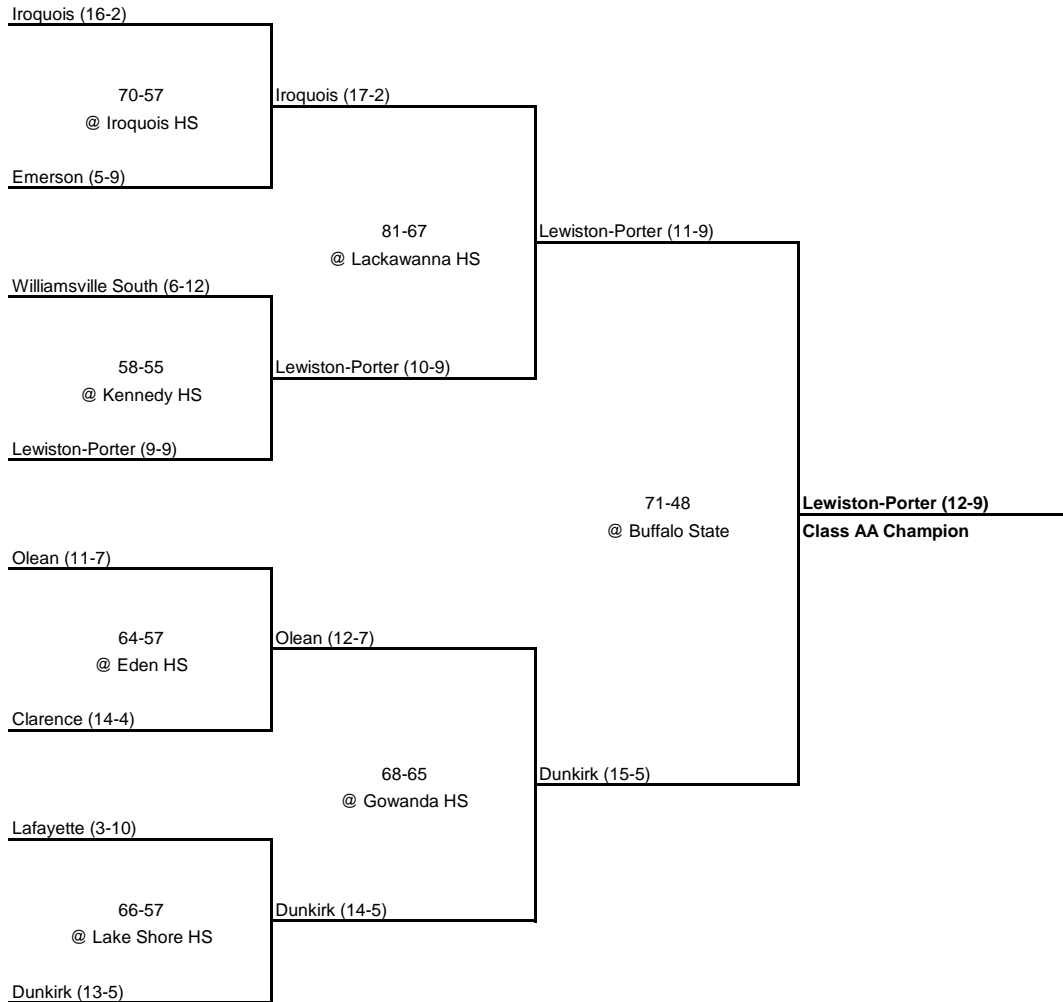 Iroquois (16-2)
70-57
@ Iroquois HS
Iroquois (17-2)
Emerson (5-9)
81-67
@ Lackawanna HS
Lewiston-Porter (11-9)
Williamsville South (6-12)
58-55
@ Kennedy HS
Lewiston-Porter (10-9)
Lewiston-Porter (9-9)
71-48
@ Buffalo State
Lewiston-Porter (12-9)
Class AA Champion
Olean (11-7)
64-57
@ Eden HS
Olean (12-7)
Clarence (14-4)
68-65
@ Gowanda HS
Dunkirk (15-5)
Lafayette (3-10)
66-57
@ Lake Shore HS
Dunkirk (14-5)
Dunkirk (13-5)